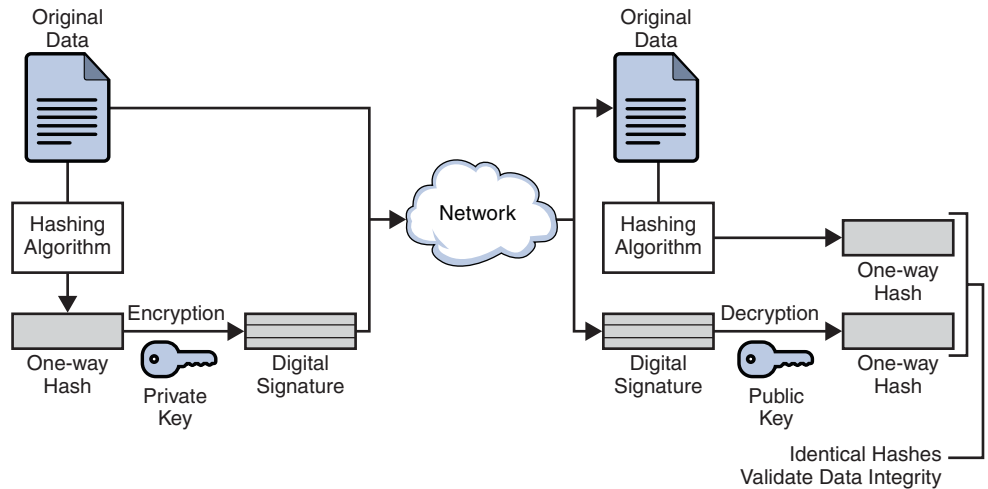 Original
Data
Hashing
Algorithm
One-way
Hash
Encryption
Private
Key
Digital
Signature
Network
Original
Data
Hashing
Algorithm
One-way
Hash
Digital
Signature
Decryption
Public
Key
One-way
Hash
Identical Hashes
Validate Data Integrity